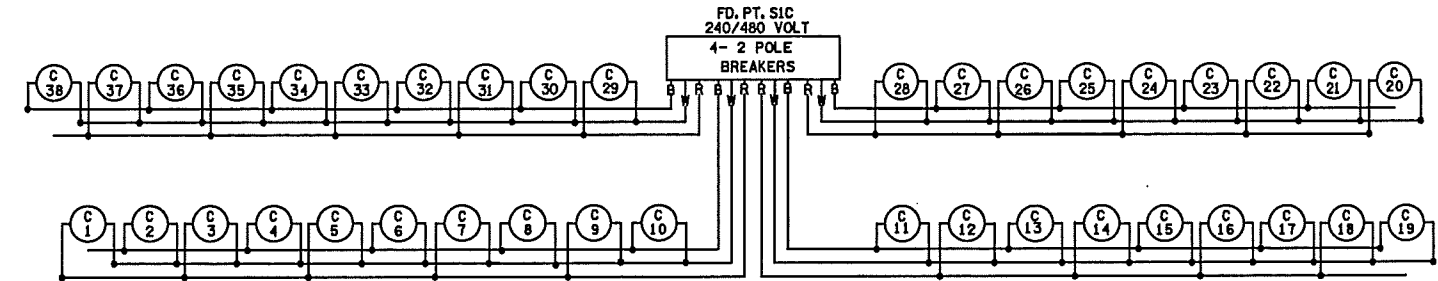 FD. PT. S1C
240/480 VOLT
4- 2 POLE
BREAKERS
C C C C C C C C C C
38 37 36 35 34 33 32 31 30 29
C C C C C C C C C
28 27 26 25 24 23 22 21 20
B W R B W R R W B R W B
C C C C C C C C C C
1 2 3 4 5 6 7 8 9 10
C C C C C C C C C
11 12 13 14 15 16 17 18 19